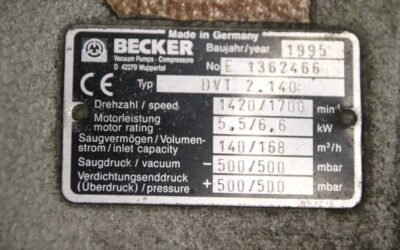 Made in Germany
BECKER
Baujahr/year 1995
Vacuum Pumps - Compressors
D 42279 Wuppertal
No E 1362466
CE Typ DVT 2.140
Drehzahl / speed 1420/1700 min-1
Motorleistung
motor rating 5,5/6,6 kW
Saugvermögen / Volumen-
strom / inlet capacity 140/168 m³/h
Saugdruck / vacuum - 500/500 mbar
Verdichtungsenddruck
(Überdruck) / pressure + 500/500 mbar